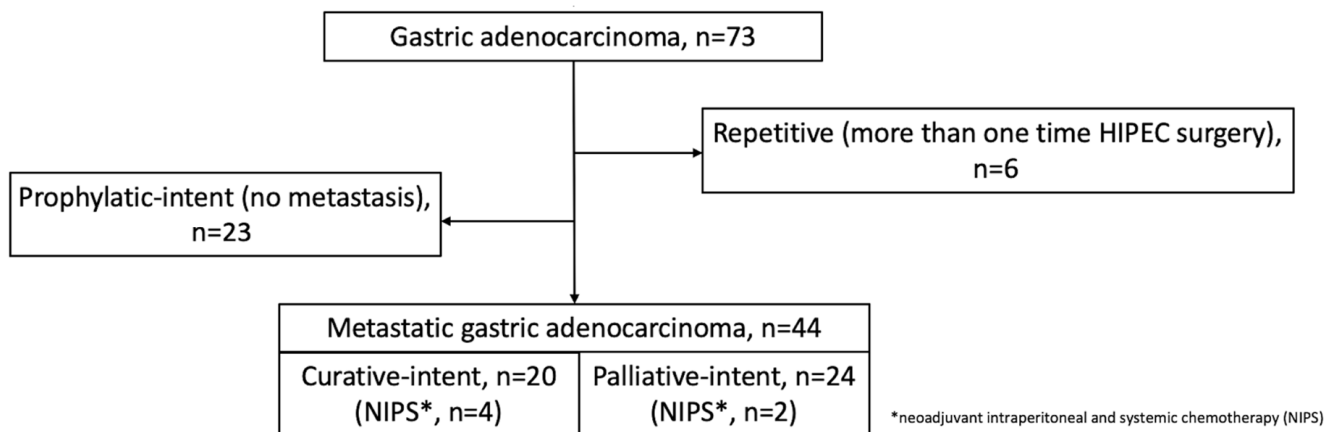 Gastric adenocarcinoma, n=73
Repetitive (more than one time HIPEC surgery),
n=6
Prophylatic-intent (no metastasis),
n=23
Metastatic gastric adenocarcinoma, n=44
Curative-intent, n=20
(NIPS*, n=4)
Palliative-intent, n=24
(NIPS*, n=2)
*neoadjuvant intraperitoneal and systemic chemotherapy (NIPS)